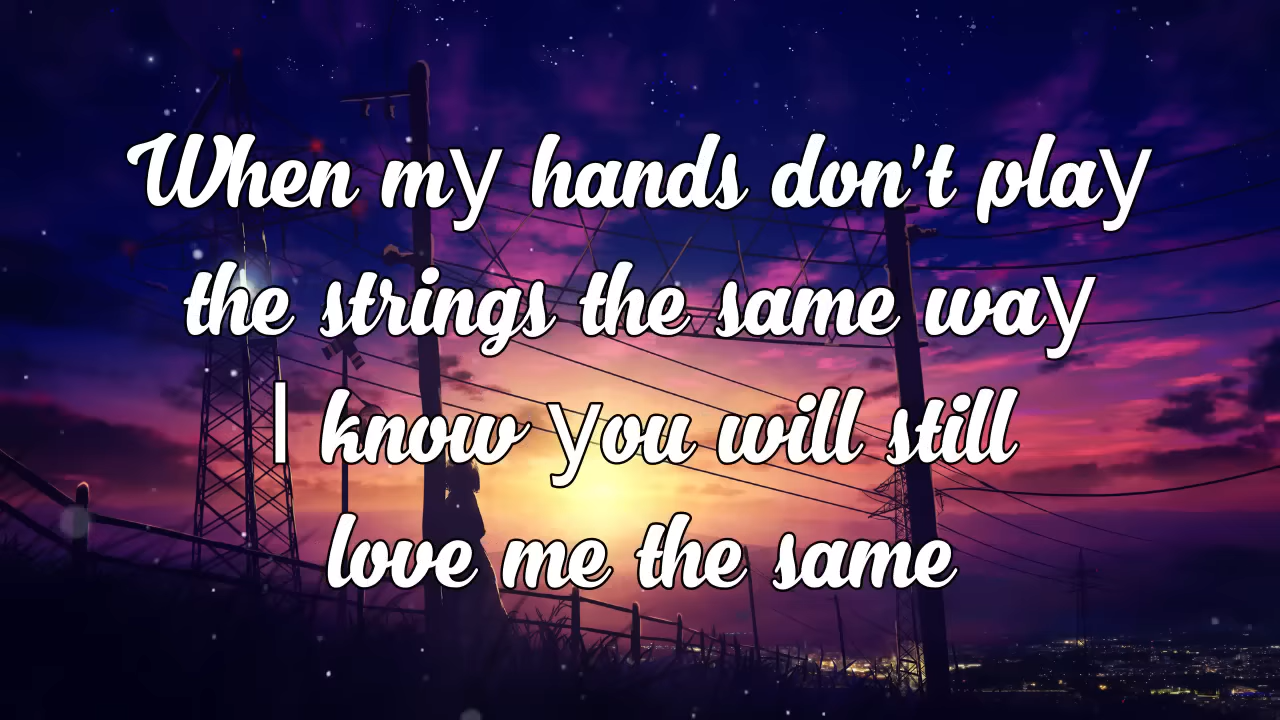 When my hands don't play
the strings the same way
I know you will still
love me the same